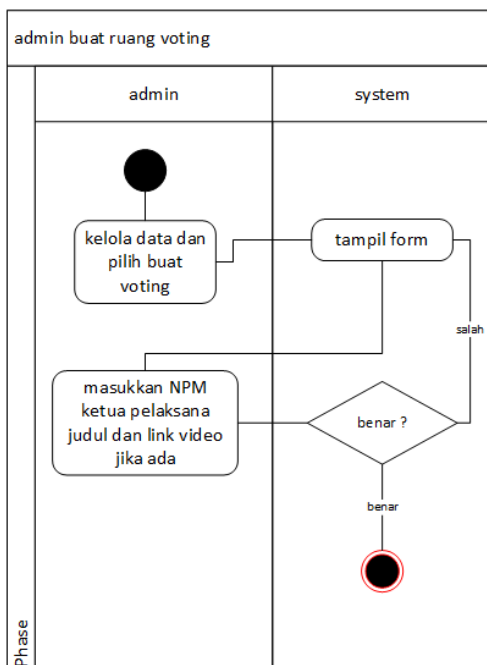 admin buat ruang voting
admin
system
kelola data dan
pilih buat
voting
tampil form
salah
masukkan NPM
ketua pelaksana
judul dan link video
jika ada
benar ?
benar
Phase